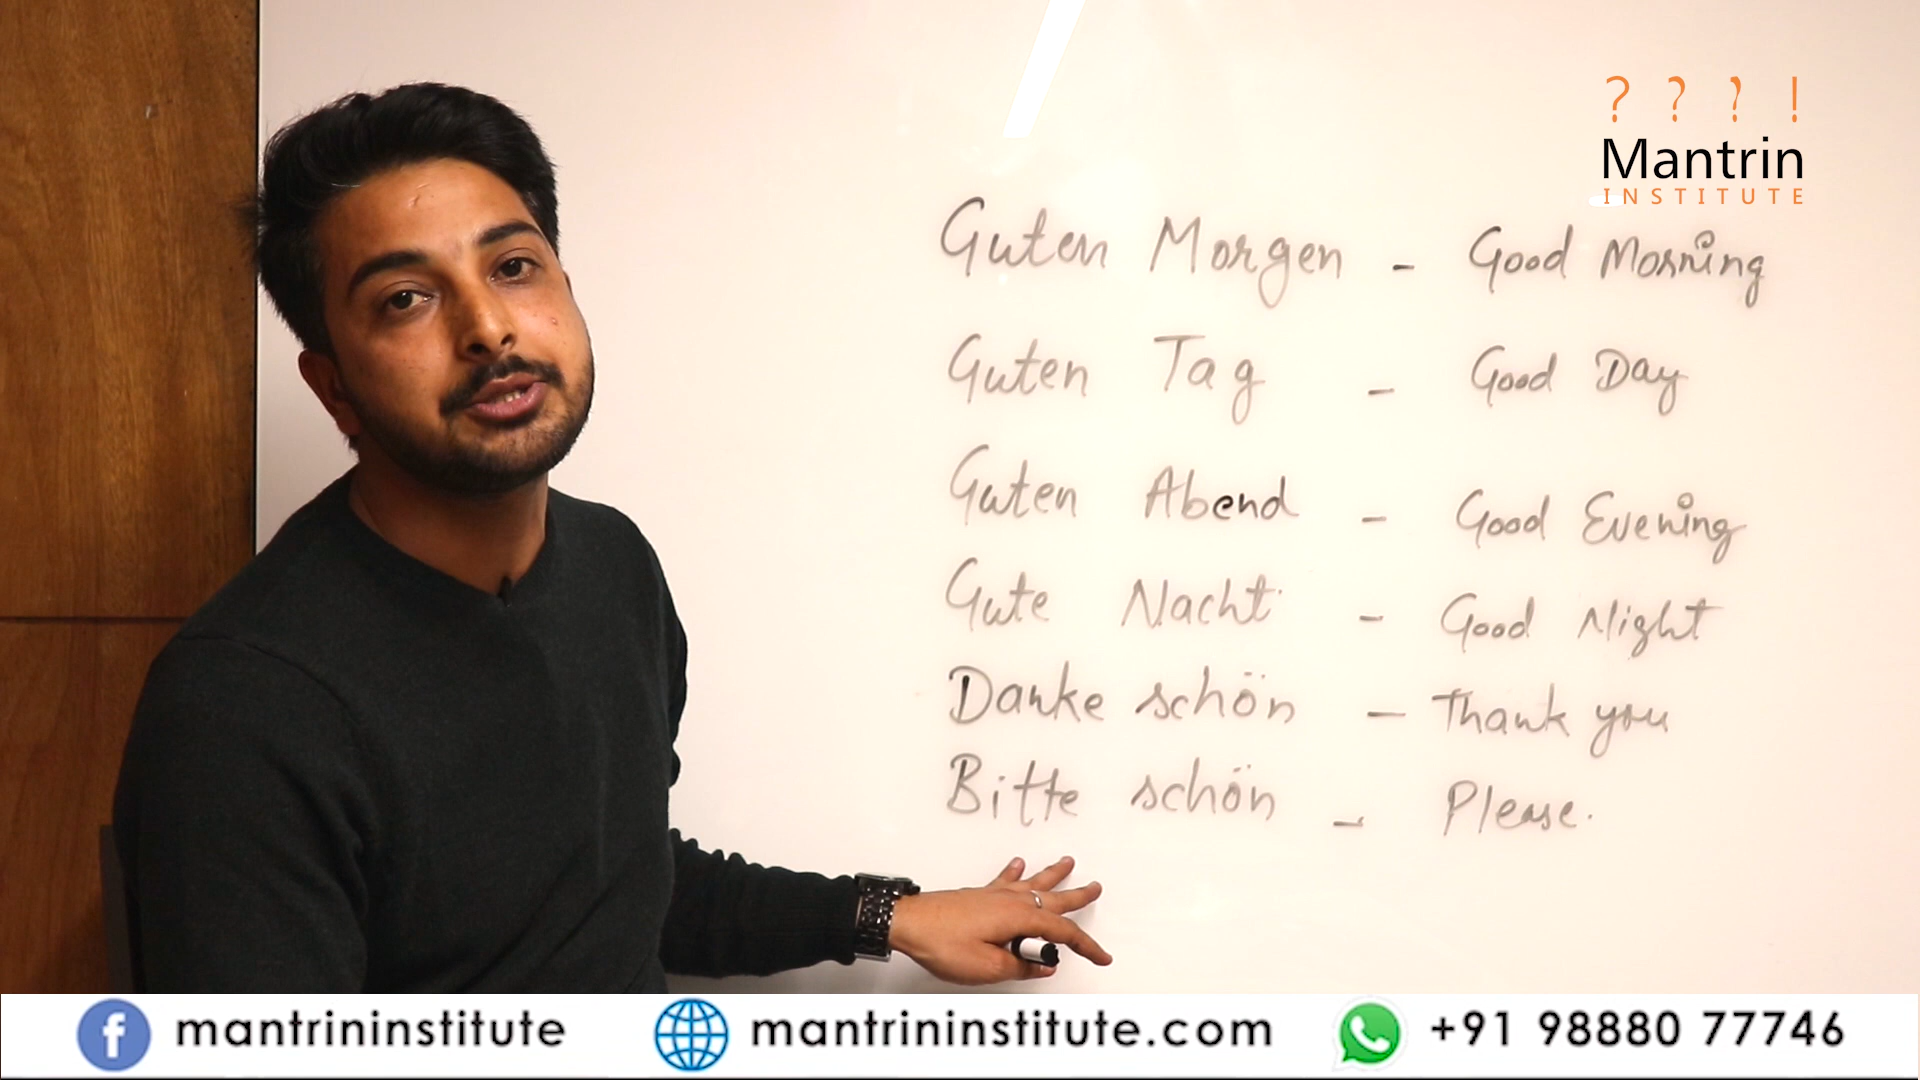 ? ? ? !
Mantrin
INSTITUTE
Guten Morgen - Good Morning
Guten Tag - Good Day
Guten Abend - Good Evening
Gute Nacht - Good Night
Danke schön - Thank you
Bitte schön - Please.
f mantrininstitute mantrininstitute.com +91 98880 77746